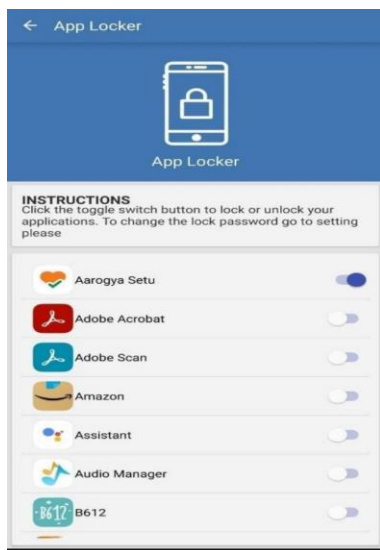 App Locker
App Locker
INSTRUCTIONS
Click the toggle switch button to lock or unlock your
applications. To change the lock password go to setting
please
Aarogya Setu
Adobe Acrobat
Adobe Scan
Amazon
Assistant
Audio Manager
B612 B612